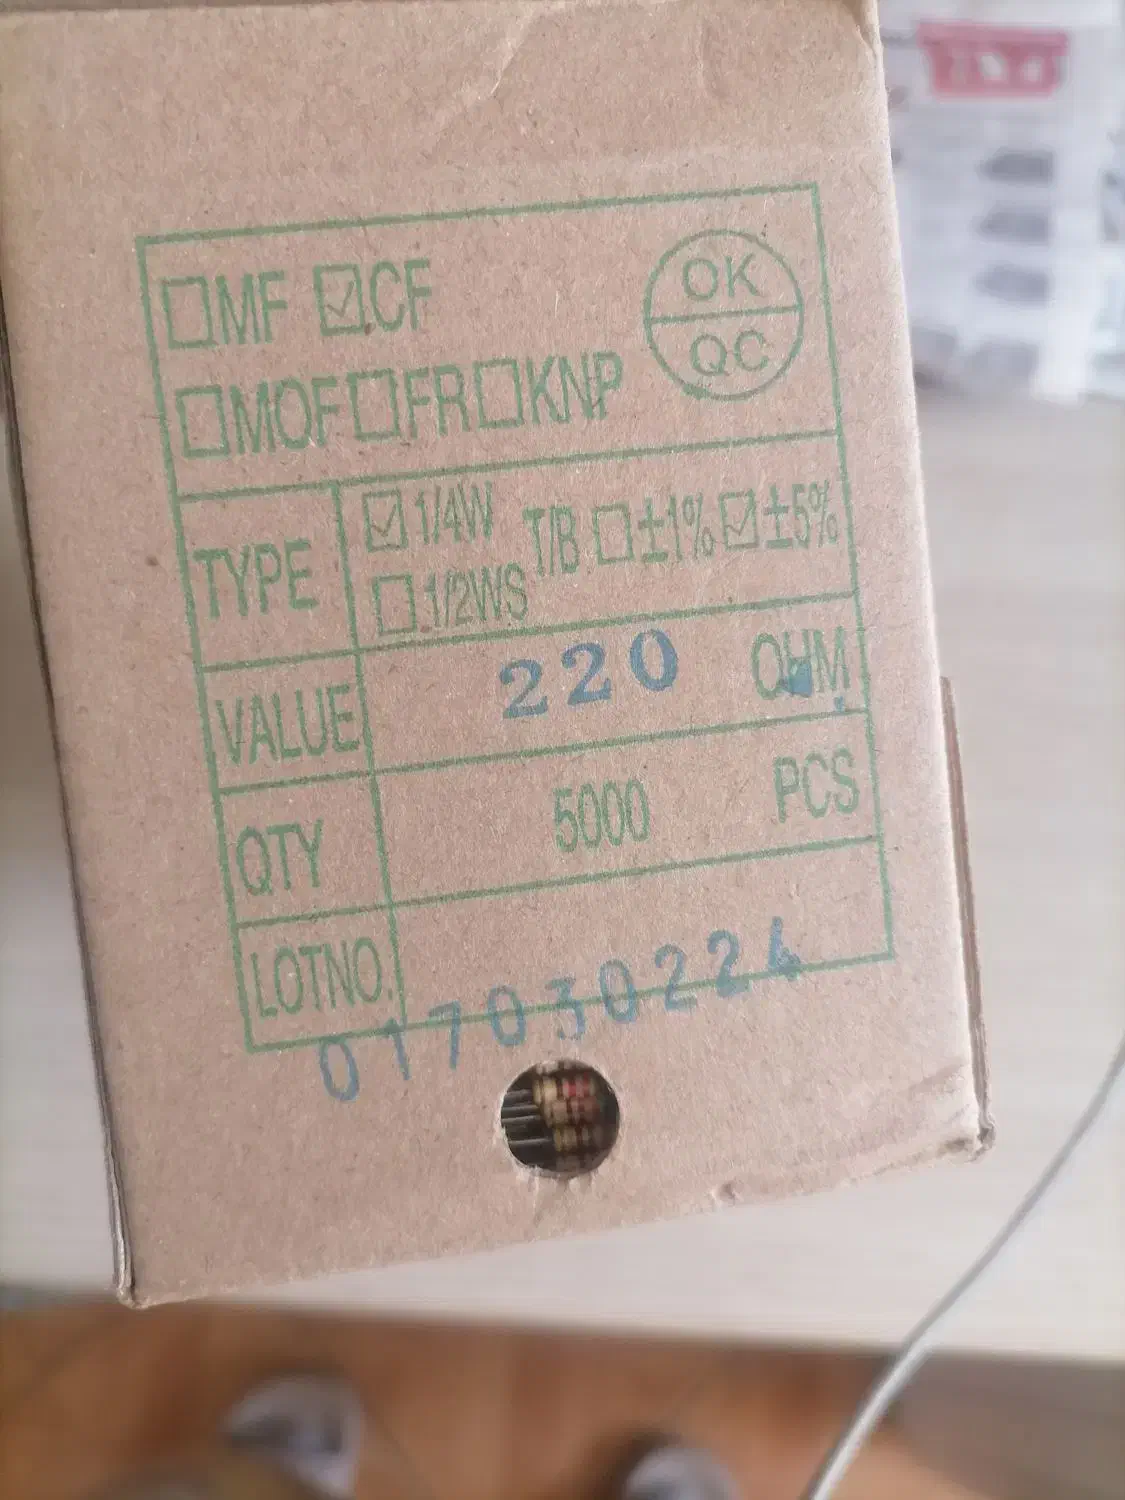 ☐MF ☑CF
☐MOF ☐FR ☐KNP
OK
QC
TYPE
☑1/4W
☐1/2WS
T/B ☐±1% ☑±5%
VALUE 220 OHM
QTY 5000 PCS
LOTNO.
017030224